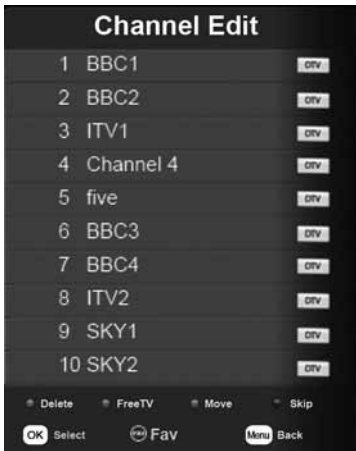 Channel Edit
1 BBC1 DTV
2 BBC2 DTV
3 ITV1 DTV
4 Channel 4 DTV
5 five DTV
6 BBC3 DTV
7 BBC4 DTV
8 ITV2 DTV
9 SKY1 DTV
10 SKY2 DTV
Delete FreeTV Move Skip
OK Select FAV Fav Menu Back